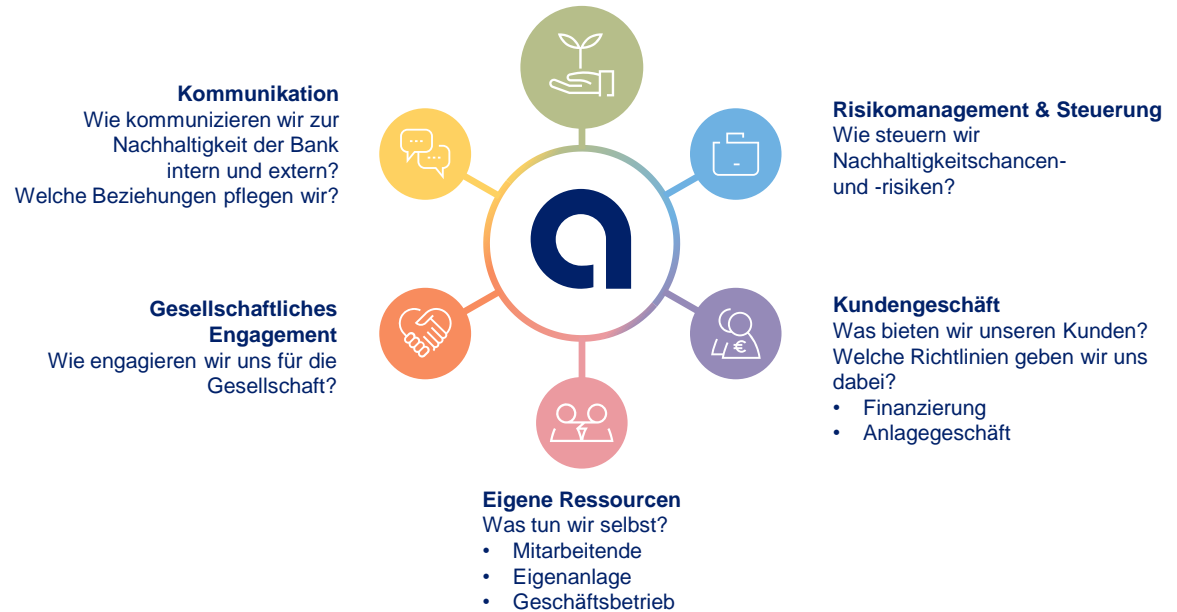 Kommunikation
Wie kommunizieren wir zur
Nachhaltigkeit der Bank
intern und extern?
Welche Beziehungen pflegen wir?
Risikomanagement & Steuerung
Wie steuern wir
Nachhaltigkeitschancen-
und -risiken?
Gesellschaftliches
Engagement
Wie engagieren wir uns für die
Gesellschaft?
Kundengeschäft
Was bieten wir unseren Kunden?
Welche Richtlinien geben wir uns
dabei?
• Finanzierung
• Anlagegeschäft
€
Eigene Ressourcen
Was tun wir selbst?
• Mitarbeitende
• Eigenanlage
• Geschäftsbetrieb